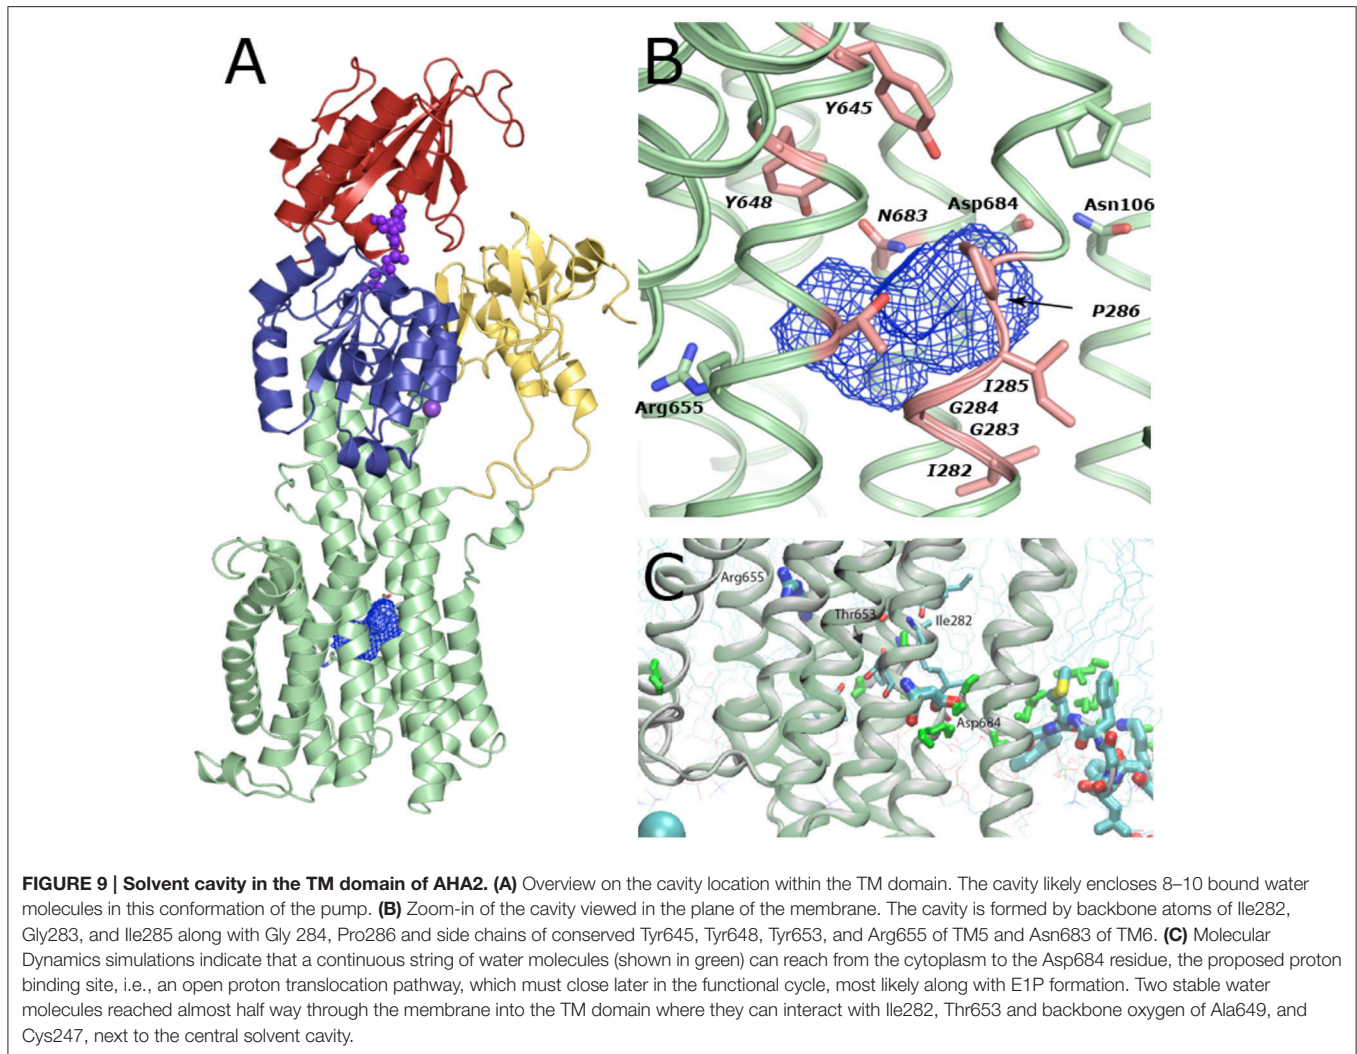 A
B
Y645
Y648
N683
Asp684
Asn106
P286
Arg655
I285
G284
G283
I282
C
Arg655
Thr653
Ile282
Asp684
FIGURE 9 | Solvent cavity in the TM domain of AHA2. (A) Overview on the cavity location within the TM domain. The cavity likely encloses 8–10 bound water
molecules in this conformation of the pump. (B) Zoom-in of the cavity viewed in the plane of the membrane. The cavity is formed by backbone atoms of Ile282,
Gly283, and Ile285 along with Gly 284, Pro286 and side chains of conserved Tyr645, Tyr648, Tyr653, and Arg655 of TM5 and Asn683 of TM6. (C) Molecular
Dynamics simulations indicate that a continuous string of water molecules (shown in green) can reach from the cytoplasm to the Asp684 residue, the proposed proton
binding site, i.e., an open proton translocation pathway, which must close later in the functional cycle, most likely along with E1P formation. Two stable water
molecules reached almost half way through the membrane into the TM domain where they can interact with Ile282, Thr653 and backbone oxygen of Ala649, and
Cys247, next to the central solvent cavity.